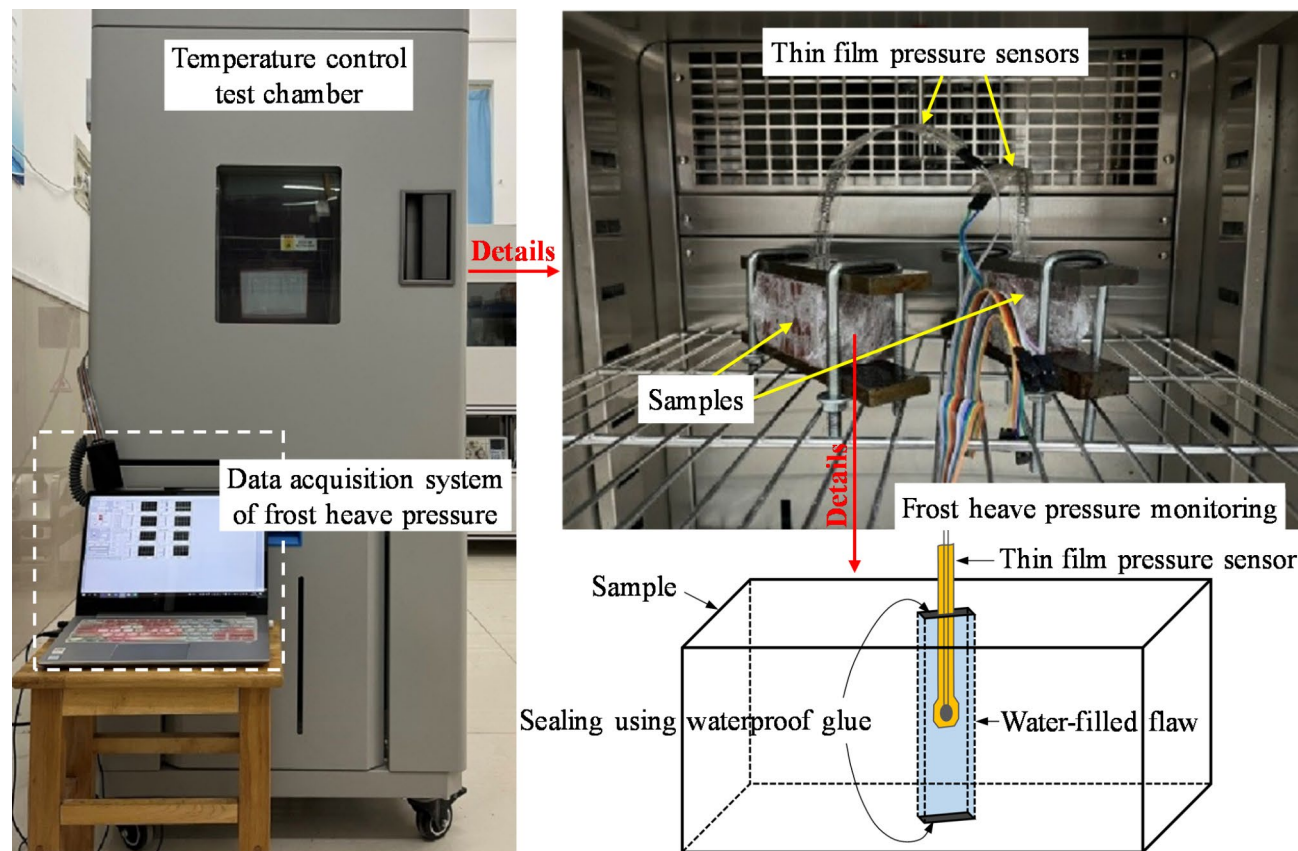 Temperature control
test chamber
Details
Data acquisition system
of frost heave pressure
Thin film pressure sensors
Samples
Details
Frost heave pressure monitoring
Thin film pressure sensor
Sample
Sealing using waterproof glue
Water-filled flaw